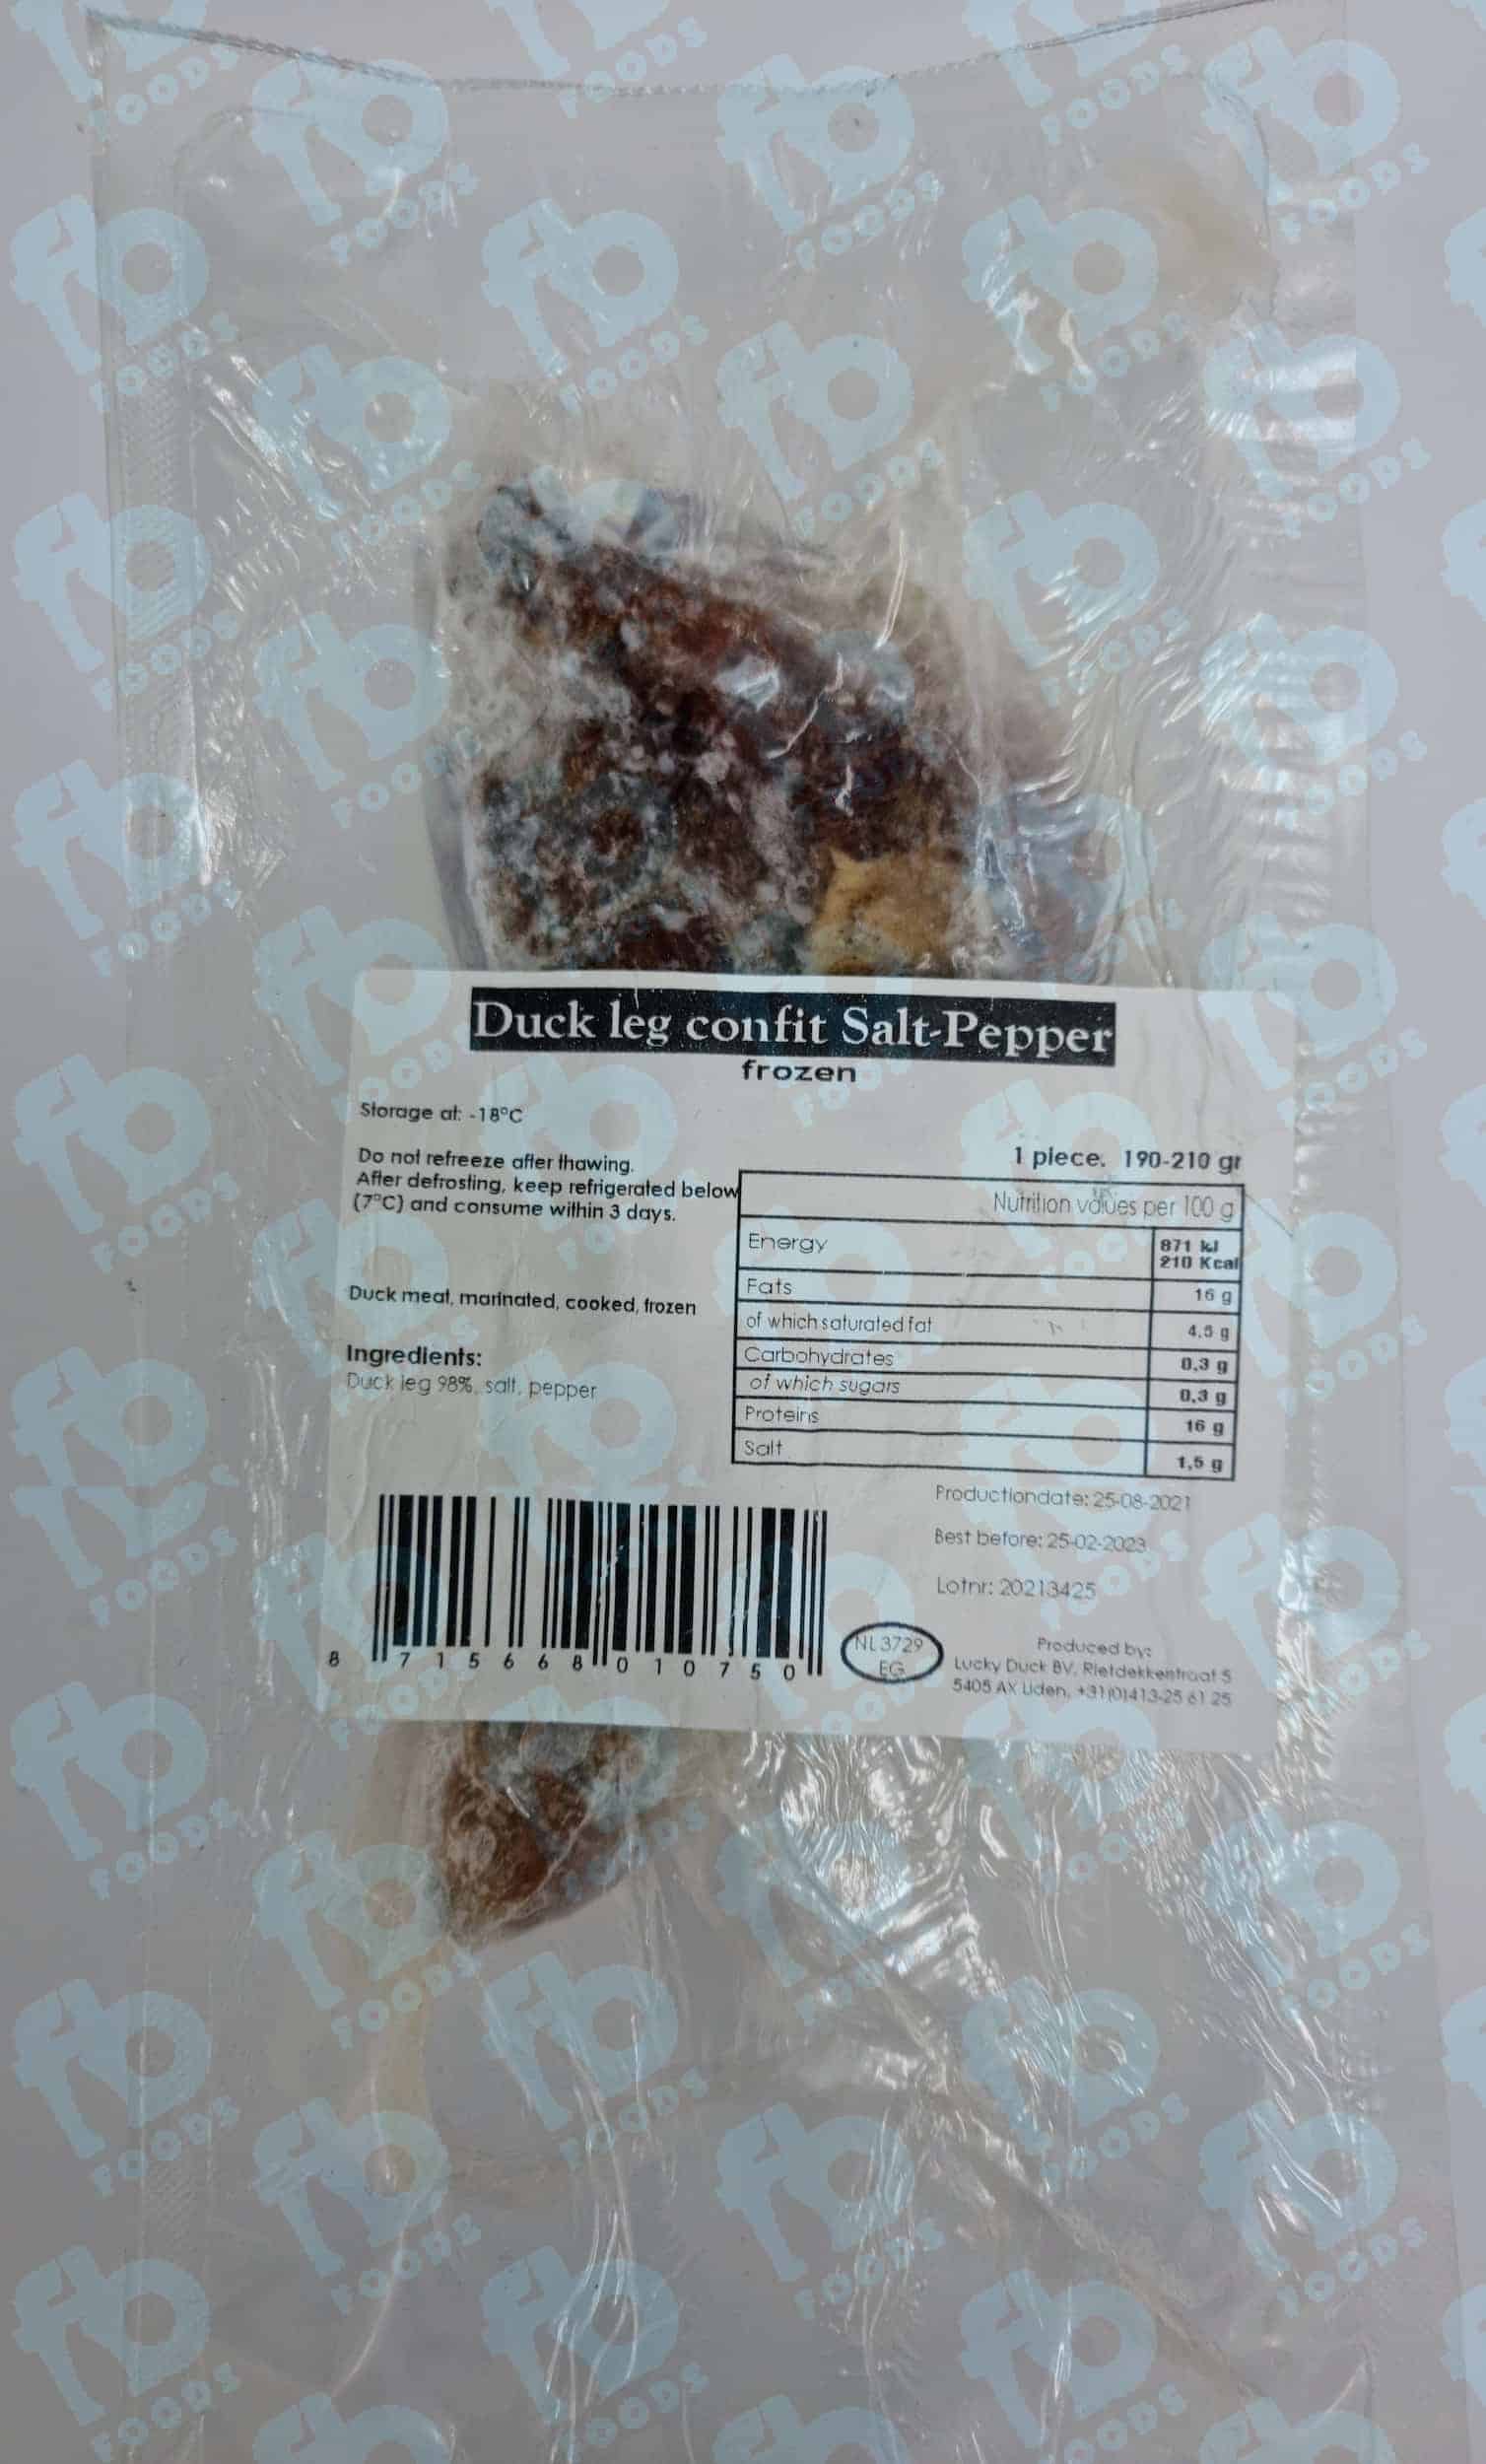 Duck leg confit Salt-Pepper
frozen
Storage at: -18°C
Do not refreeze after thawing.
After defrosting, keep refrigerated below
(7°C) and consume within 3 days.
Duck meat, marinated, cooked, frozen
Ingredients:
Duck leg 98%, salt, pepper
1 piece. 190-210 gr
Nutrition values per 100 g
Energy 871 kJ
210 Kcal
Fats 16 g
of which saturated fat 4,5 g
Carbohydrates 0,3 g
of which sugars 0,3 g
Proteins 16 g
Salt 1,5 g
Productiondate: 25-08-2021
Best before: 25-02-2023
Lotnr: 20213425
8 715668 010750
NL 3729
EG
Produced by:
Lucky Duck BV. Rietdekkerstraat 5
5405 AX Uden, +31(0)413-25 61 25
fb
FOODS